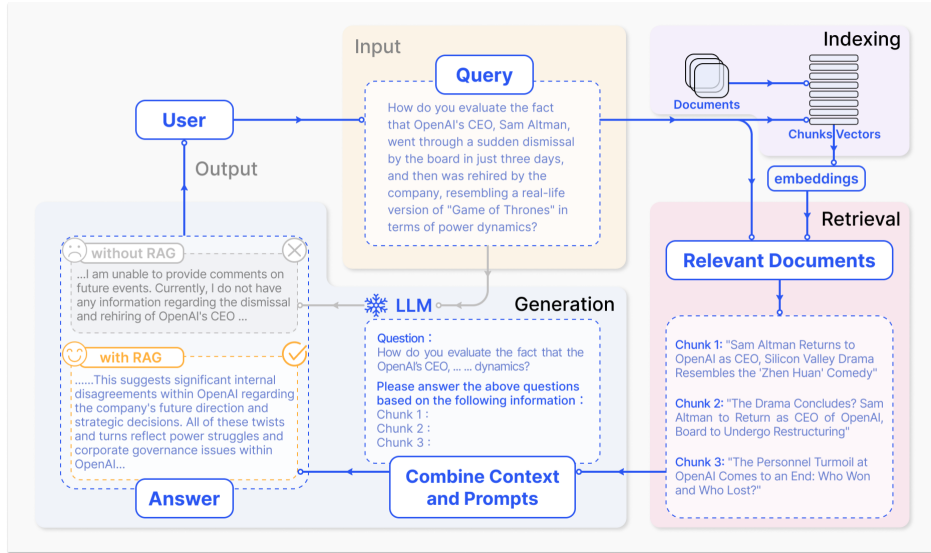 Input
Indexing
Query
Documents
Chunks Vectors
User
How do you evaluate the fact
that OpenAI's CEO, Sam Altman,
went through a sudden dismissal
by the board in just three days,
and then was rehired by the
company, resembling a real-life
version of "Game of Thrones" in
terms of power dynamics?
embeddings
Output
Retrieval
Relevant Documents
without RAG
...I am unable to provide comments on
future events. Currently, I do not have
any information regarding the dismissal
and rehiring of OpenAI's CEO ...
LLM
Generation
Question :
How do you evaluate the fact that the
OpenAI's CEO, ... ... dynamics?
Please answer the above questions
based on the following information :
Chunk 1 :
Chunk 2 :
Chunk 3 :
Chunk 1: "Sam Altman Returns to
OpenAI as CEO, Silicon Valley Drama
Resembles the 'Zhen Huan' Comedy"
Chunk 2: "The Drama Concludes? Sam
Altman to Return as CEO of OpenAI,
Board to Undergo Restructuring"
Chunk 3: "The Personnel Turmoil at
OpenAI Comes to an End: Who Won
and Who Lost?"
with RAG
......This suggests significant internal
disagreements within OpenAI regarding
the company's future direction and
strategic decisions. All of these twists
and turns reflect power struggles and
corporate governance issues within
OpenAI...
Combine Context
and Prompts
Answer